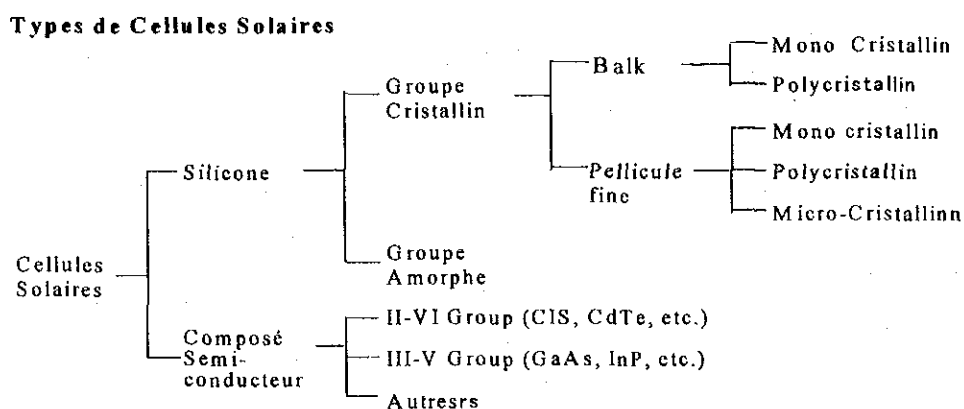 Types de Cellules Solaires
Mono Cristallin
Balk
Polycristallin
Groupe
Cristallin
Mono cristallin
Silicone
Pellicule
fine
Polycristallin
Micro-Cristallinn
Cellules
Solaires
Groupe
Amorphe
II-VI Group (CIS, CdTe, etc.)
Composé
Semi-
conducteur
III-V Group (GaAs, InP, etc.)
Autresrs